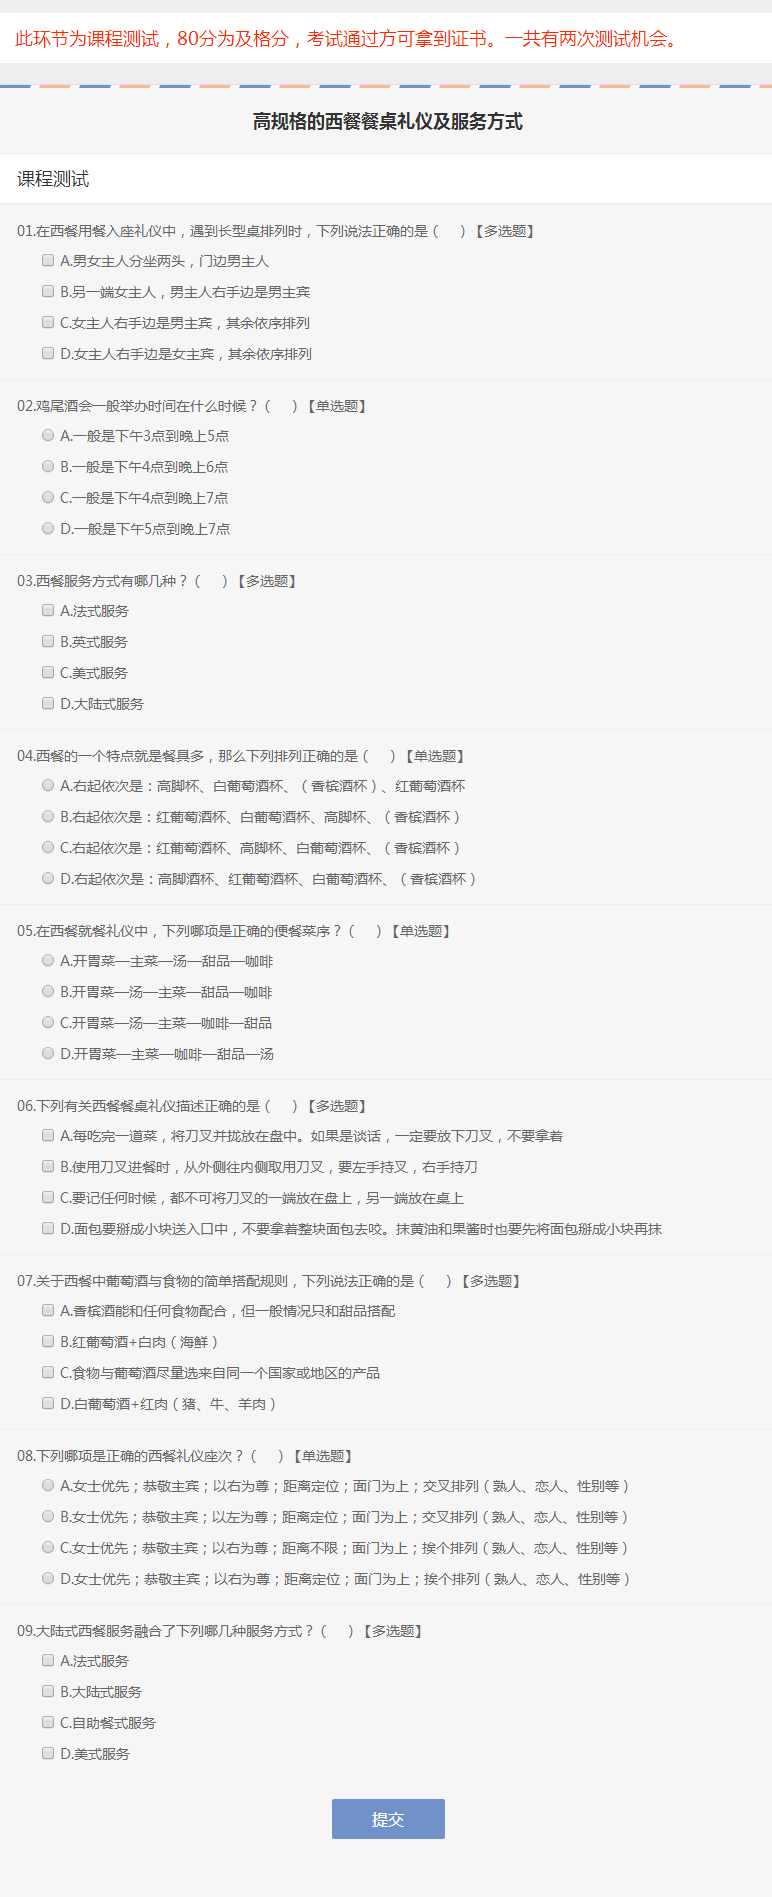 此环节为课程测试，80分为及格分，考试通过方可拿到证书。一共有两次测试机会。
高规格的西餐餐桌礼仪及服务方式
课程测试
01.在西餐用餐入座礼仪中，遇到长型桌排列时，下列说法正确的是（　）【多选题】
A.男女主人分坐两头，门边男主人
B.另一端女主人，男主人右手边是男主宾
C.女主人右手边是男主宾，其余依序排列
D.女主人右手边是女主宾，其余依序排列
02.鸡尾酒会一般举办时间在什么时候？（　）【单选题】
A.一般是下午3点到晚上5点
B.一般是下午4点到晚上6点
C.一般是下午4点到晚上7点
D.一般是下午5点到晚上7点
03.西餐服务方式有哪几种？（　）【多选题】
A.法式服务
B.英式服务
C.美式服务
D.大陆式服务
04.西餐的一个特点就是餐具多，那么下列排列正确的是（　）【单选题】
A.右起依次是：高脚杯、白葡萄酒杯、（香槟酒杯）、红葡萄酒杯
B.右起依次是：红葡萄酒杯、白葡萄酒杯、高脚杯、（香槟酒杯）
C.右起依次是：红葡萄酒杯、高脚杯、白葡萄酒杯、（香槟酒杯）
D.右起依次是：高脚酒杯、红葡萄酒杯、白葡萄酒杯、（香槟酒杯）
05.在西餐就餐礼仪中，下列哪项是正确的便餐菜序？（　）【单选题】
A.开胃菜—主菜—汤—甜品—咖啡
B.开胃菜—汤—主菜—甜品—咖啡
C.开胃菜—汤—主菜—咖啡—甜品
D.开胃菜—主菜—咖啡—甜品—汤
06.下列有关西餐餐桌礼仪描述正确的是（　）【多选题】
A.每吃完一道菜，将刀叉并拢放在盘中。如果是谈话，一定要放下刀叉，不要拿着
B.使用刀叉进餐时，从外侧往内侧取用刀叉，要左手持叉，右手持刀
C.要记任何时候，都不可将刀叉的一端放在盘上，另一端放在桌上
D.面包要掰成小块送入口中，不要拿着整块面包去咬。抹黄油和果酱时也要先将面包掰成小块再抹
07.关于西餐中葡萄酒与食物的简单搭配规则，下列说法正确的是（　）【多选题】
A.香槟酒能和任何食物配合，但一般情况只和甜品搭配
B.红葡萄酒+白肉（海鲜）
C.食物与葡萄酒尽量选来自同一个国家或地区的产品
D.白葡萄酒+红肉（猪、牛、羊肉）
08.下列哪项是正确的西餐礼仪座次？（　）【单选题】
A.女士优先；恭敬主宾；以右为尊；距离定位；面门为上；交叉排列（熟人、恋人、性别等）
B.女士优先；恭敬主宾；以左为尊；距离定位；面门为上；交叉排列（熟人、恋人、性别等）
C.女士优先；恭敬主宾；以右为尊；距离不限；面门为上；挨个排列（熟人、恋人、性别等）
D.女士优先；恭敬主宾；以右为尊；距离定位；面门为上；挨个排列（熟人、恋人、性别等）
09.大陆式西餐服务融合了下列哪几种服务方式？（　）【多选题】
A.法式服务
B.大陆式服务
C.自助餐式服务
D.美式服务
提交